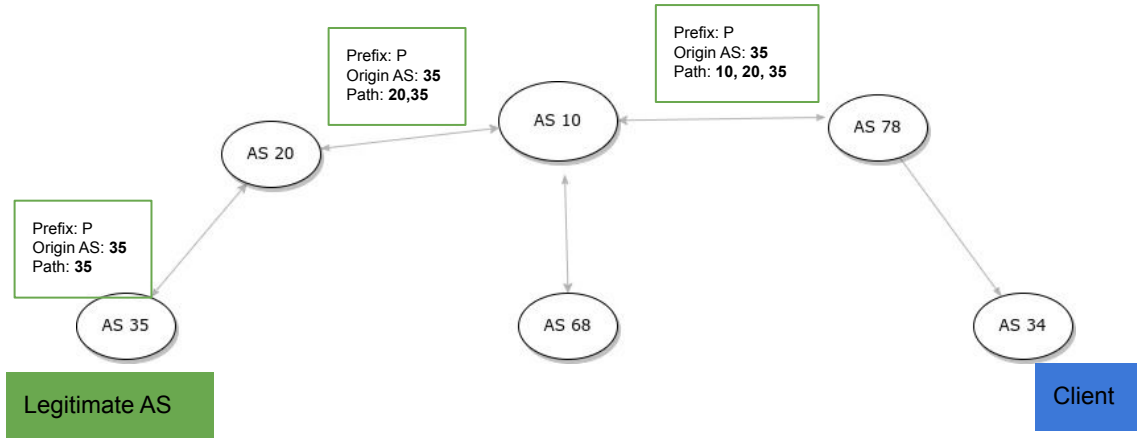 Prefix: P
Origin AS: 35
Path: 20,35
Prefix: P
Origin AS: 35
Path: 10, 20, 35
AS 10
AS 78
AS 20
Prefix: P
Origin AS: 35
Path: 35
AS 35
AS 68
AS 34
Legitimate AS
Client